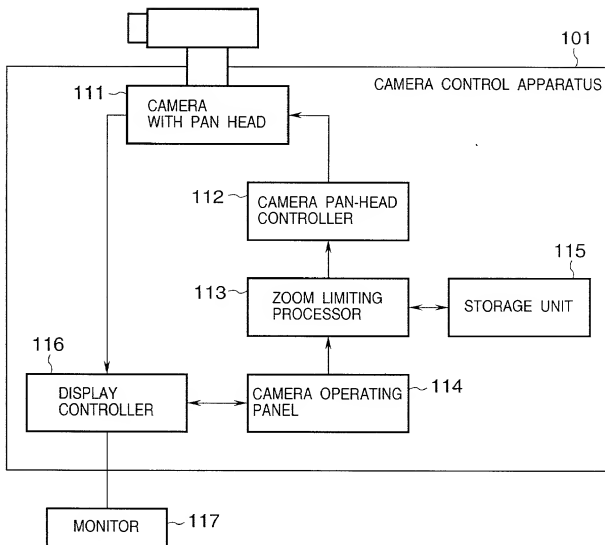 101
CAMERA CONTROL APPARATUS
111
CAMERA
WITH PAN HEAD
112
CAMERA PAN-HEAD
CONTROLLER
115
113
ZOOM LIMITING
PROCESSOR
STORAGE UNIT
116
DISPLAY
CONTROLLER
CAMERA OPERATING
PANEL
114
MONITOR
117